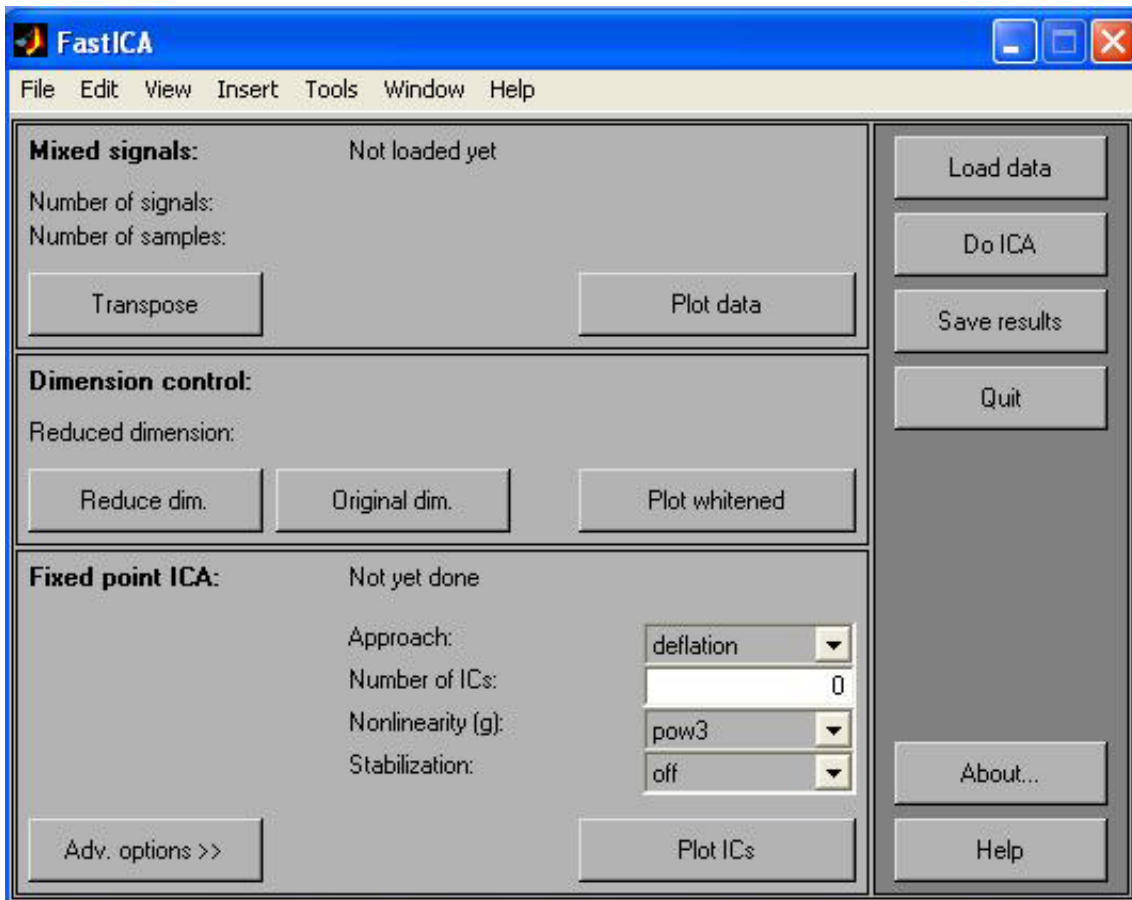 FastICA
File Edit View Insert Tools Window Help
Mixed signals: Not loaded yet
Number of signals:
Number of samples:
Transpose Plot data
Dimension control:
Reduced dimension:
Reduce dim. Original dim. Plot whitened
Fixed point ICA: Not yet done
Approach: deflation
Number of ICs: 0
Nonlinearity (g): pow3
Stabilization: off
Adv. options >> Plot ICs
Load data
Do ICA
Save results
Quit
About...
Help